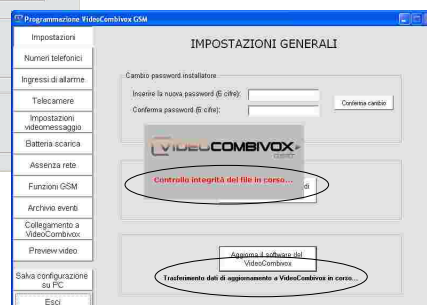 Programmazione VideoCombivox GSM
Impostazioni
Numeri telefonici
Ingressi di allarme
Telecamere
Impostazioni
videomessaggio
Batteria scarica
Assenza rete
Funzioni GSM
Archivio eventi
Collegamento a
VideoCombivox
Preview video
Salva configurazione
su PC
Esci
IMPOSTAZIONI GENERALI
Cambio password installatore
Inserire la nuova password (6 cifre):
Conferma password (6 cifre):
Conferma cambio
VIDEOCOMBIVOX
Controllo integrità del file in corso...
di
Aggiorna il software del
VideoCombivox
Trasferimento dati di aggiornamento a VideoCombivox in corso...